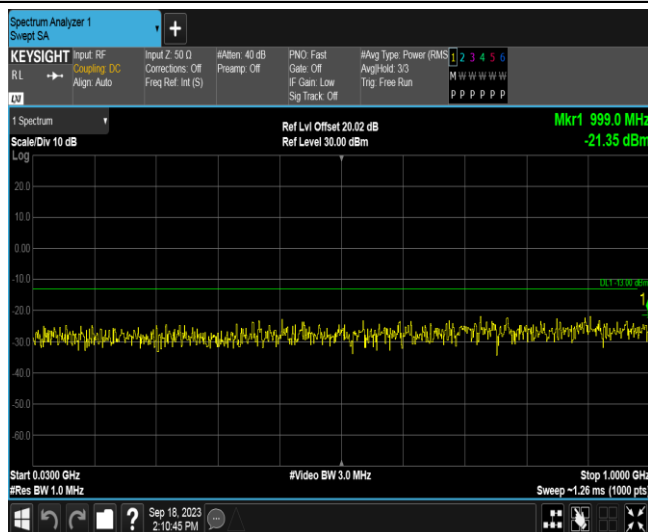 Spectrum Analyzer 1
Swept SA
+
KEYSIGHT
RL
LXI
Input: RF
Coupling: DC
Align: Auto
Input Z: 50 Ω
Corrections: Off
Freq Ref: Int (S)
#Atten: 40 dB
Preamp: Off
PNO: Fast
Gate: Off
IF Gain: Low
Sig Track: Off
#Avg Type: Power (RMS
Avg|Hold: 3/3
Trig: Free Run
1 2 3 4 5 6
M W W W W W
P P P P P P
1 Spectrum
Scale/Div 10 dB
Log
Ref Lvl Offset 20.02 dB
Ref Level 30.00 dBm
Mkr1 999.0 MHz
-21.35 dBm
20.0
10.0
0.00
-10.0
-20.0
-30.0
-40.0
-50.0
-60.0
DL1 -13.00 dBm
1
Start 0.0300 GHz
#Res BW 1.0 MHz
#Video BW 3.0 MHz
Stop 1.0000 GHz
Sweep ~1.26 ms (1000 pts)
?
Sep 18, 2023
2:10:45 PM